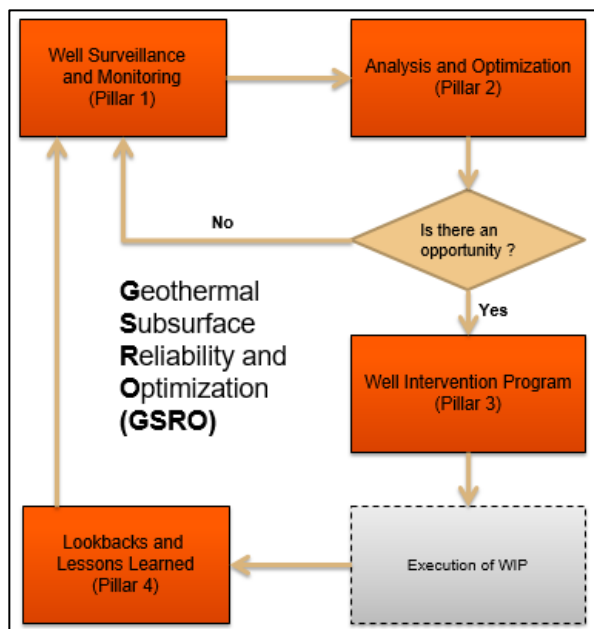 Well Surveillance
and Monitoring
(Pillar 1)
Analysis and Optimization
(Pillar 2)
Is there an
opportunity ?
No
Yes
Geothermal
Subsurface
Reliability and
Optimization
(GSRO)
Well Intervention Program
(Pillar 3)
Execution of WIP
Lookbacks and
Lessons Learned
(Pillar 4)